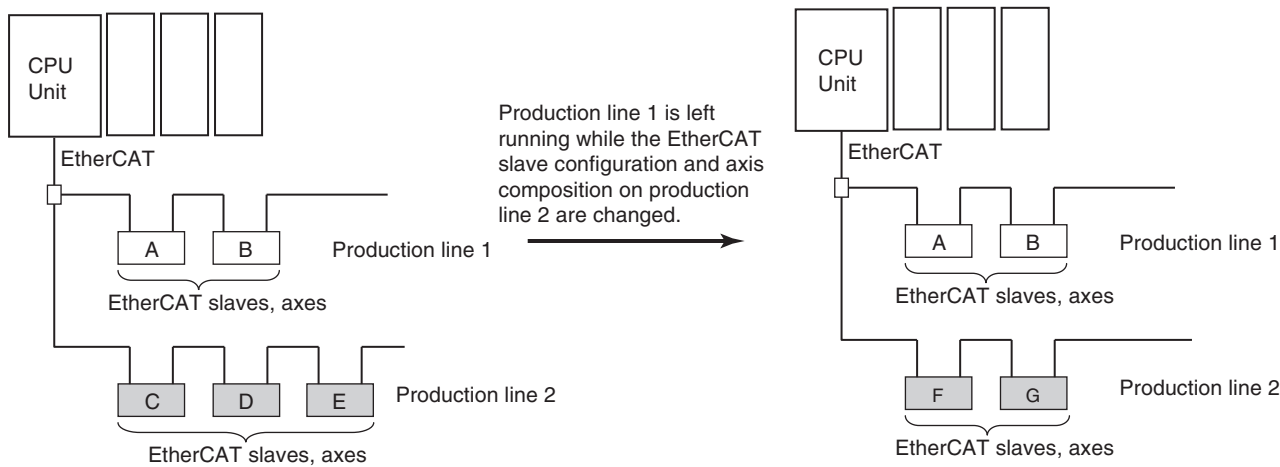 CPU
Unit
EtherCAT
A
B
Production line 1
EtherCAT slaves, axes
C
D
E
Production line 2
EtherCAT slaves, axes
Production line 1 is left
running while the EtherCAT
slave configuration and axis
composition on production
line 2 are changed.
CPU
Unit
EtherCAT
A
B
Production line 1
EtherCAT slaves, axes
F
G
Production line 2
EtherCAT slaves, axes